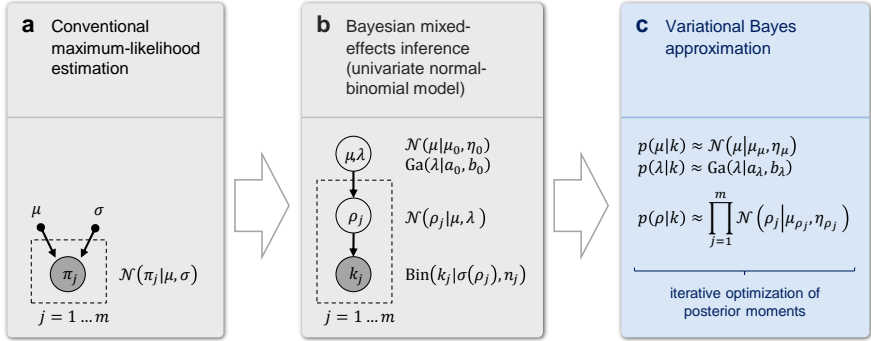 a Conventional
maximum-likelihood
estimation
μ σ
π_j
𝒩(π_j|μ, σ)
j = 1 … m
b Bayesian mixed-
effects inference
(univariate normal-
binomial model)
μ,λ
𝒩(μ|μ_0, η_0)
Ga(λ|a_0, b_0)
ρ_j
𝒩(ρ_j|μ, λ)
k_j
Bin(k_j|σ(ρ_j), n_j)
j = 1 … m
c Variational Bayes
approximation
p(μ|k) ≈ 𝒩(μ|μ_μ, η_μ)
p(λ|k) ≈ Ga(λ|a_λ, b_λ)
p(ρ|k) ≈ ∏_{j=1}^{m} 𝒩(ρ_j|μ_{ρ_j}, η_{ρ_j})
iterative optimization of
posterior moments